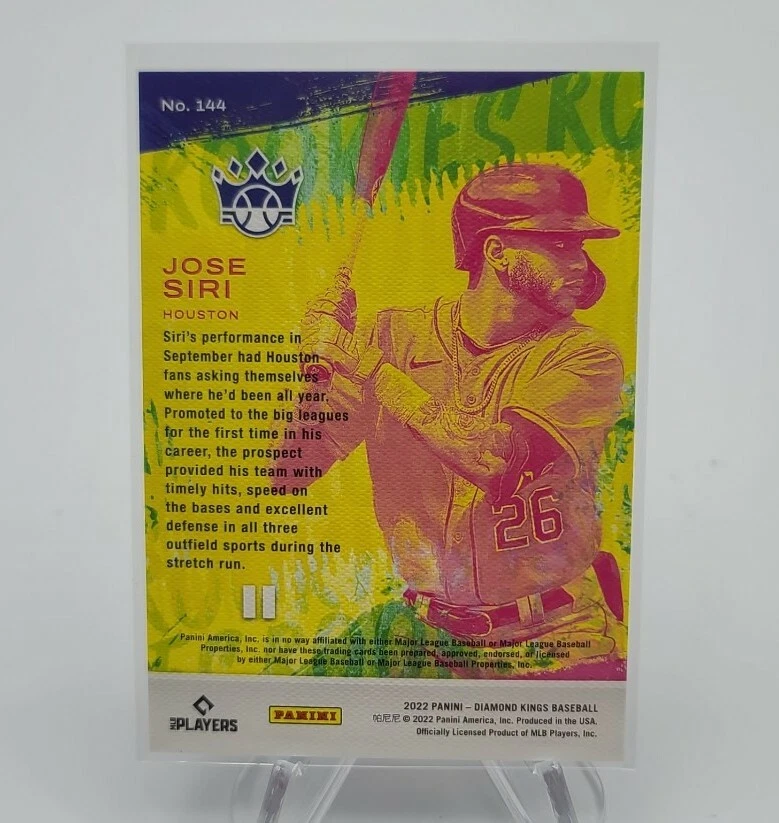 No. 144
ROOKIES RO
JOSE
SIRI
HOUSTON
Siri's performance in
September had Houston
fans asking themselves
where he'd been all year.
Promoted to the big leagues
for the first time in his
career, the prospect
provided his team with
timely hits, speed on
the bases and excellent
defense in all three
outfield sports during the
stretch run.
26
Panini America, Inc. is in no way affiliated with either Major League Baseball or Major League Baseball
Properties, Inc. nor have these trading cards been prepared, approved, endorsed, or licensed
by either Major League Baseball or Major League Baseball Properties, Inc.
MLB PLAYERS
PANINI
2022 PANINI – DIAMOND KINGS BASEBALL
帕尼尼 © 2022 Panini America, Inc. Produced in the USA.
Officially Licensed Product of MLB Players, Inc.